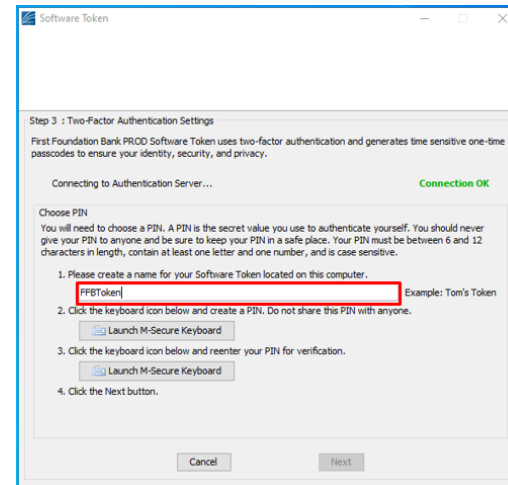 Software Token
Step 3 : Two-Factor Authentication Settings
First Foundation Bank PROD Software Token uses two-factor authentication and generates time sensitive one-time
passcodes to ensure your identity, security, and privacy.
Connecting to Authentication Server... Connection OK
Choose PIN
You will need to choose a PIN. A PIN is the secret value you use to authenticate yourself. You should never
give your PIN to anyone and be sure to keep your PIN in a safe place. Your PIN must be between 6 and 12
characters in length, contain at least one letter and one number, and is case sensitive.
1. Please create a name for your Software Token located on this computer.
FFBToken Example: Tom's Token
2. Click the keyboard icon below and create a PIN. Do not share this PIN with anyone.
Launch M-Secure Keyboard
3. Click the keyboard icon below and reenter your PIN for verification.
Launch M-Secure Keyboard
4. Click the Next button.
Cancel Next